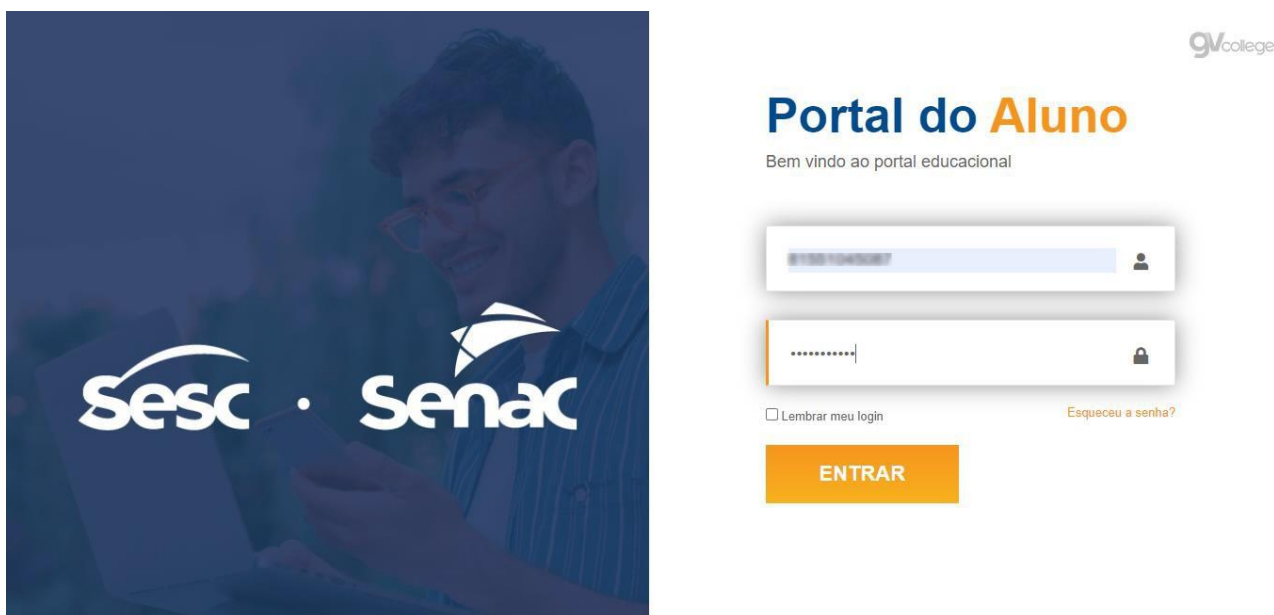 gVcollege
Portal do Aluno
Bem vindo ao portal educacional
Lembrar meu login
Esqueceu a senha?
ENTRAR
Sesc · Senac